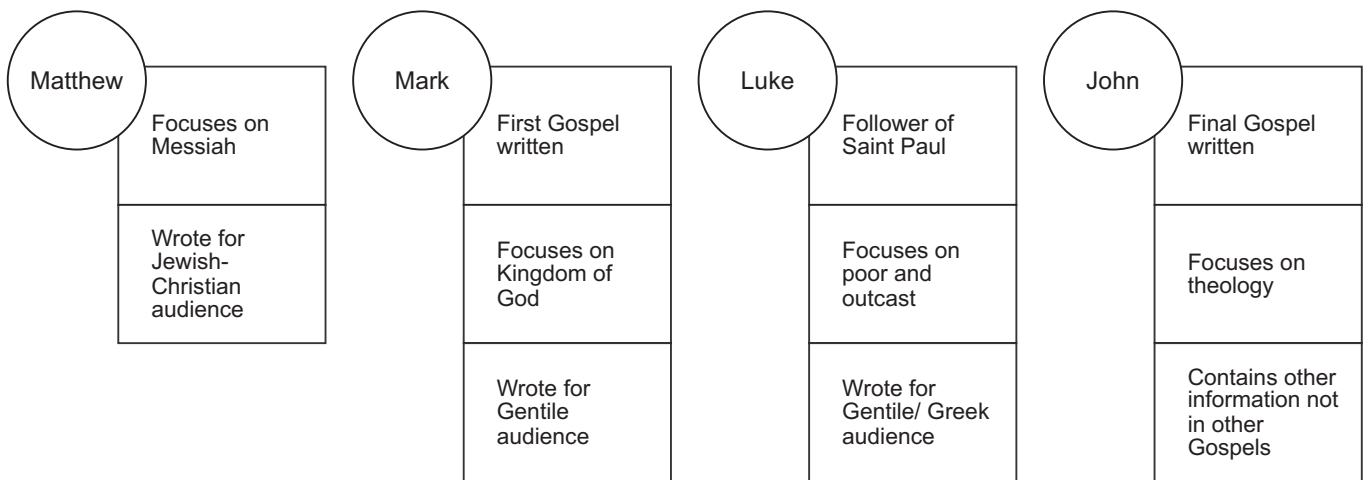 Matthew
Focuses on
Messiah
Wrote for
Jewish-
Christian
audience
Mark
First Gospel
written
Focuses on
Kingdom of
God
Wrote for
Gentile
audience
Luke
Follower of
Saint Paul
Focuses on
poor and
outcast
Wrote for
Gentile/ Greek
audience
John
Final Gospel
written
Focuses on
theology
Contains other
information not
in other
Gospels